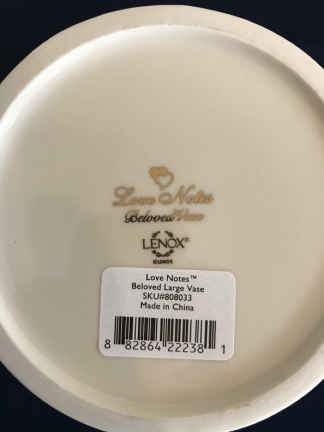 Love Notes
Beloved Vase
LENOX®
Love Notes™
Beloved Large Vase
SKU#808033
Made in China
8 82864 22238 1